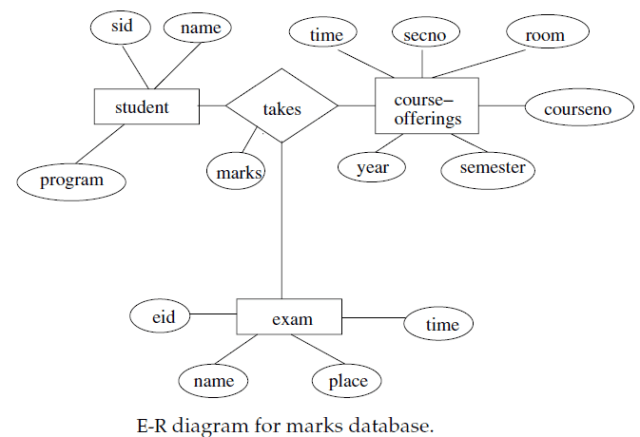 sid
name
time
secno
room
student
takes
course–
offerings
courseno
program
marks
year
semester
eid
exam
time
name
place
E-R diagram for marks database.